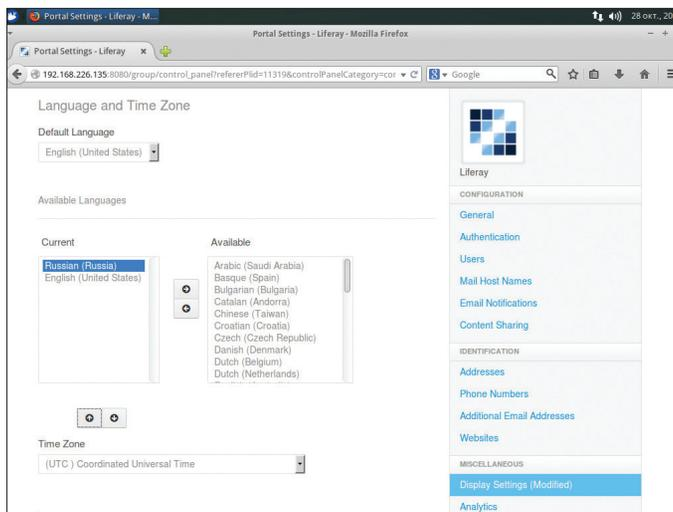 Portal Settings - Liferay - M...
28 окт., 20
Portal Settings - Liferay - Mozilla Firefox
Portal Settings - Liferay
192.168.226.135:8080/group/control_panel?refererPlid=11319&controlPanelCategory=cor
Google
Language and Time Zone
Default Language
English (United States)
Available Languages
Current
Russian (Russia)
English (United States)
Available
Arabic (Saudi Arabia)
Basque (Spain)
Bulgarian (Bulgaria)
Catalan (Andorra)
Chinese (Taiwan)
Croatian (Croatia)
Czech (Czech Republic)
Danish (Denmark)
Dutch (Belgium)
Dutch (Netherlands)
Time Zone
(UTC ) Coordinated Universal Time
Liferay
CONFIGURATION
General
Authentication
Users
Mail Host Names
Email Notifications
Content Sharing
IDENTIFICATION
Addresses
Phone Numbers
Additional Email Addresses
Websites
MISCELLANEOUS
Display Settings (Modified)
Analytics